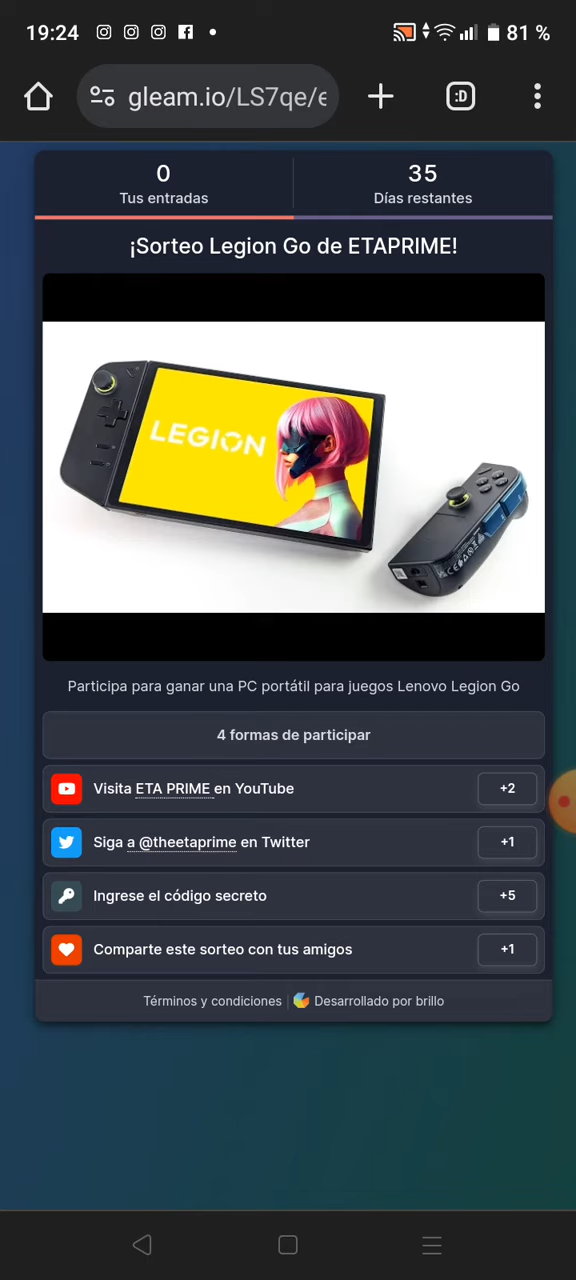 19:24
81 %
gleam.io/LS7qe/e
:D
0
Tus entradas
35
Días restantes
¡Sorteo Legion Go de ETAPRIME!
LEGION
Participa para ganar una PC portátil para juegos Lenovo Legion Go
4 formas de participar
Visita ETA PRIME en YouTube
+2
Siga a @theetaprime en Twitter
+1
Ingrese el código secreto
+5
Comparte este sorteo con tus amigos
+1
Términos y condiciones
Desarrollado por brillo